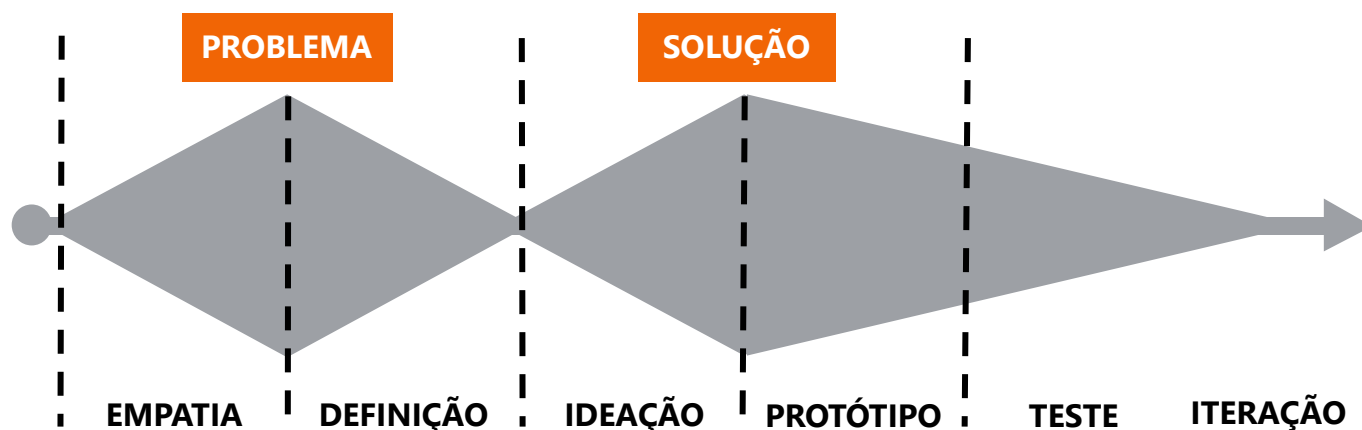 PROBLEMA
SOLUÇÃO
EMPATIA
DEFINIÇÃO
IDEAÇÃO
PROTÓTIPO
TESTE
ITERAÇÃO